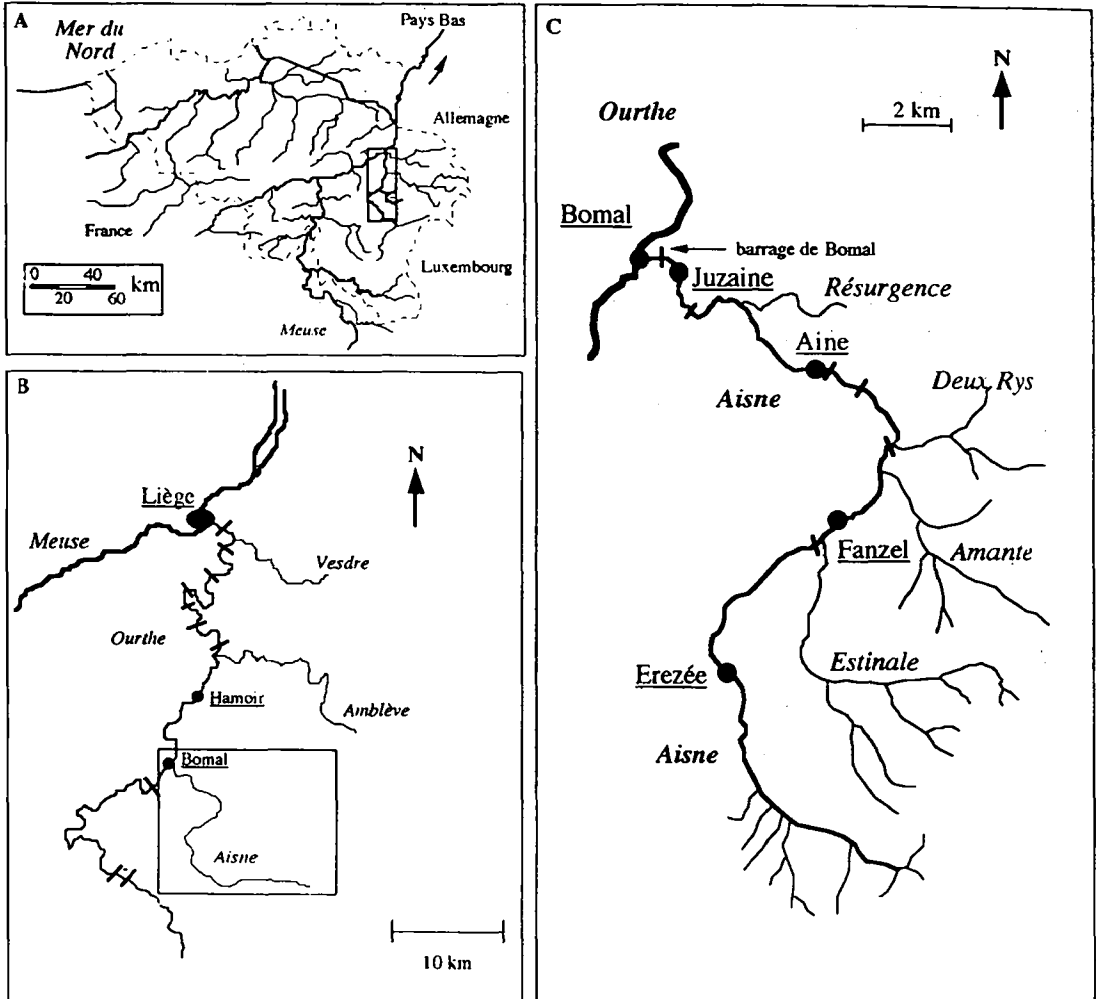 A
Mer du
Nord
Pays Bas
Allemagne
France
Luxembourg
Meuse
0 40
20 60
km
B
N
Liège
Meuse
Vesdre
Ourthe
Hamoir
Amblève
Bomal
Aisne
10 km
C
N
2 km
Ourthe
Bomal
barrage de Bomal
Juzaine
Résurgence
Aine
Aisne
Deux Rys
Fanzel
Amante
Estinale
Erezée
Aisne